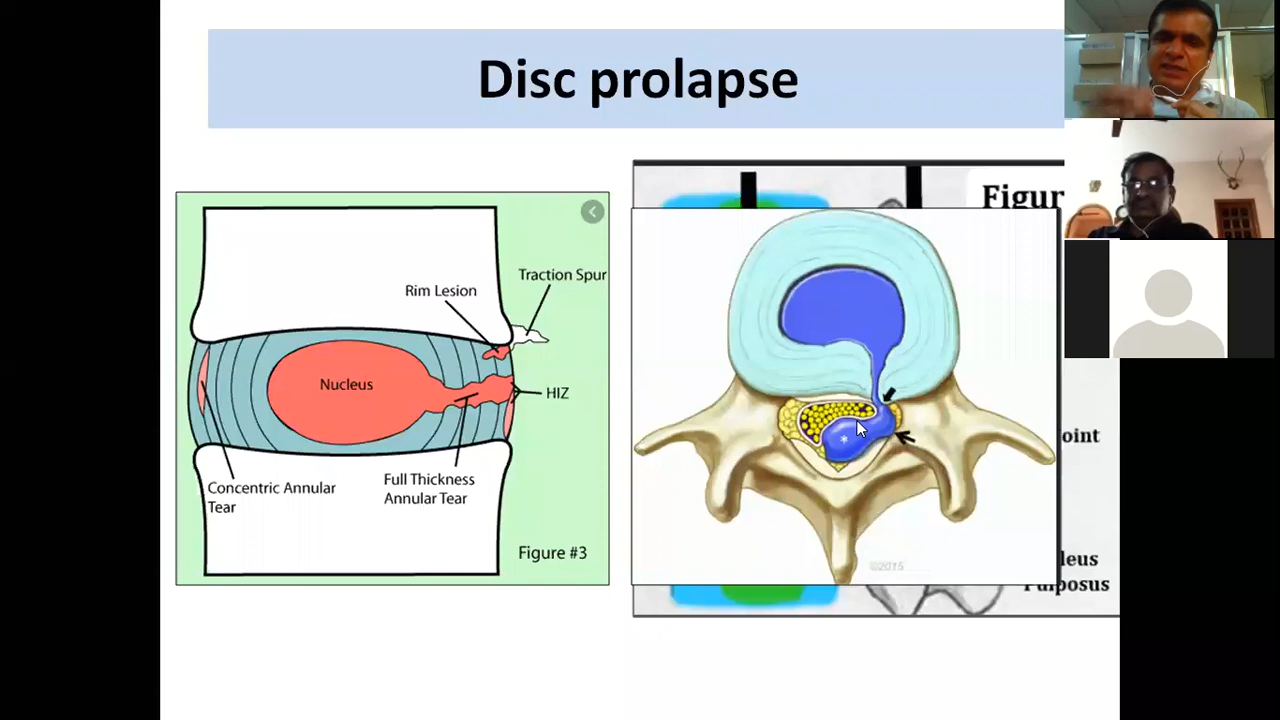 Disc prolapse
Traction Spur
Rim Lesion
Nucleus
HIZ
Concentric Annular
Tear
Full Thickness
Annular Tear
Figure #3
Figur
*
oint
leus
Pulposus
©2015